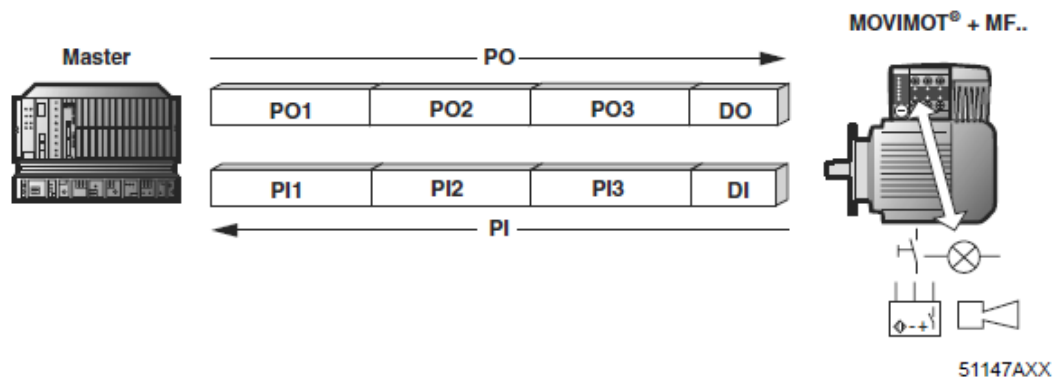 MOVIMOT® + MF..
Master
PO
PO1 PO2 PO3 DO
PI1 PI2 PI3 DI
PI
- +
51147AXX